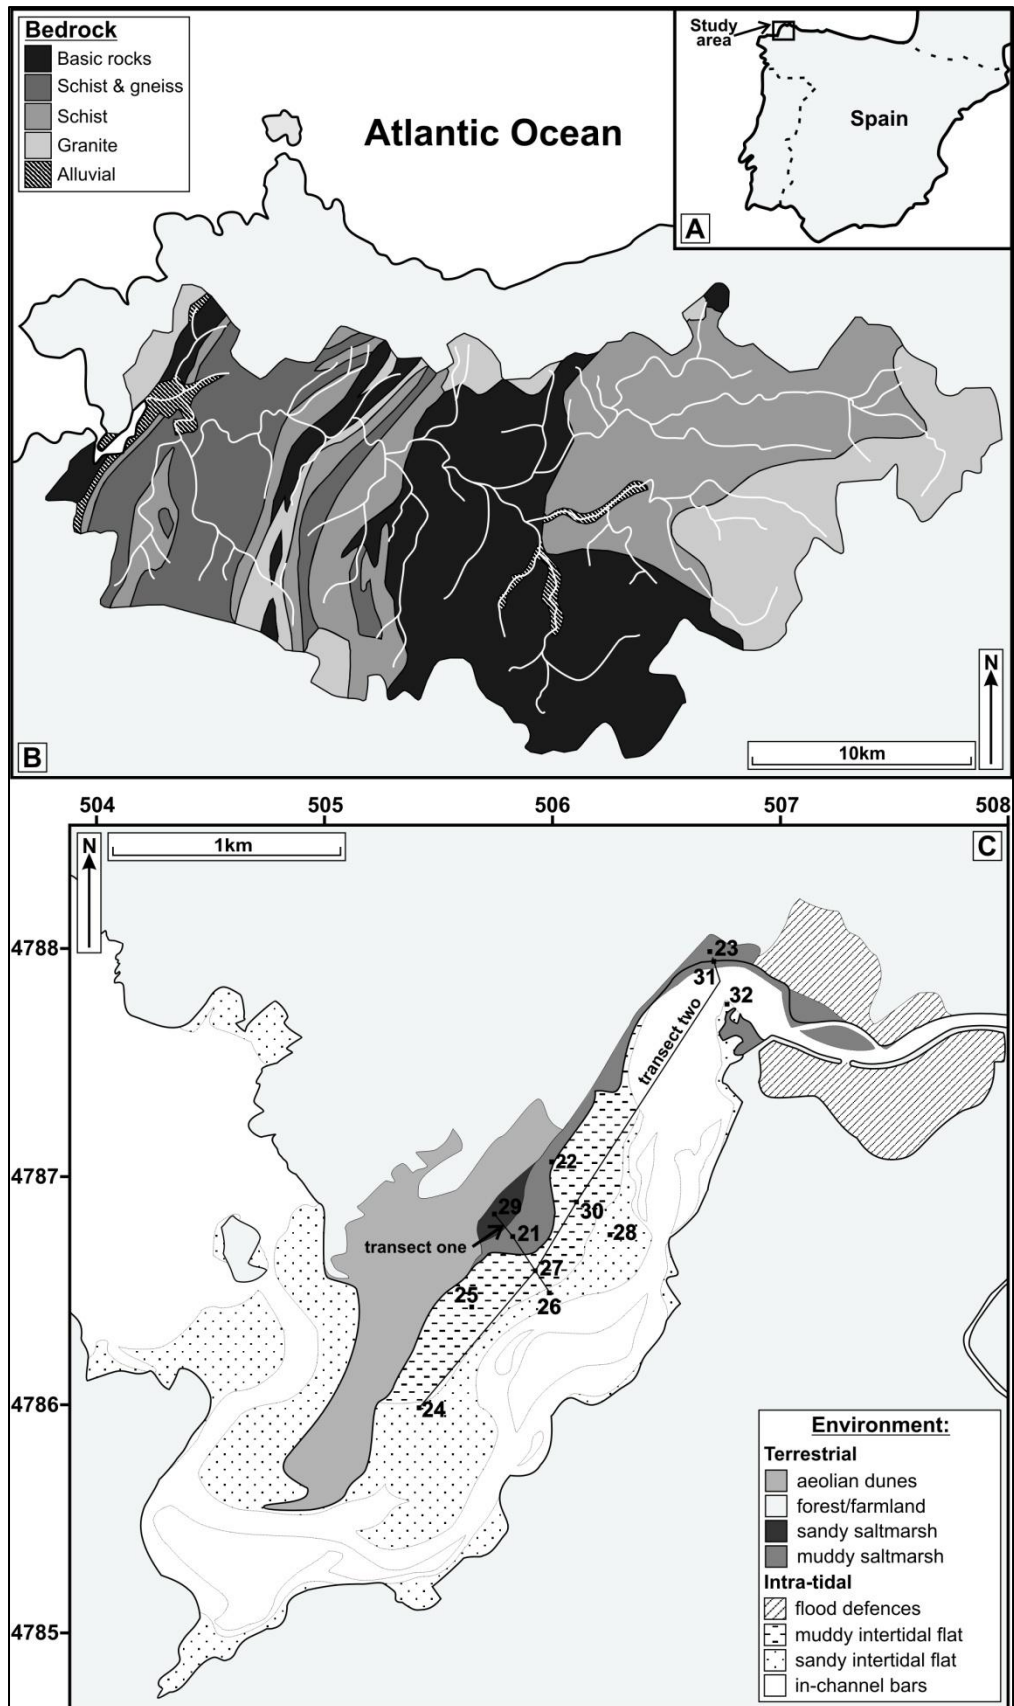 Bedrock
Basic rocks
Schist & gneiss
Schist
Granite
Alluvial
Atlantic Ocean
Study
area
Spain
A
B
N
10km
504 505 506 507 508
N
1km
C
4788
4787
4786
4785
23
31
32
transect two
22
29
30
21
28
transect one
27
25
26
24
Environment:
Terrestrial
aeolian dunes
forest/farmland
sandy saltmarsh
muddy saltmarsh
Intra-tidal
flood defences
muddy intertidal flat
sandy intertidal flat
in-channel bars